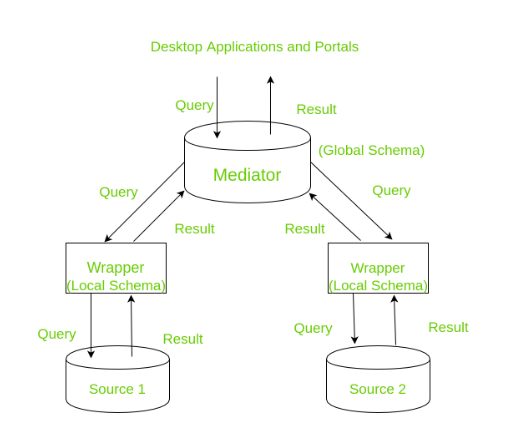 Desktop Applications and Portals
Query
Result
(Global Schema)
Mediator
Query
Query
Result
Result
Wrapper
(Local Schema)
Wrapper
(Local Schema)
Query
Result
Query
Result
Source 1
Source 2